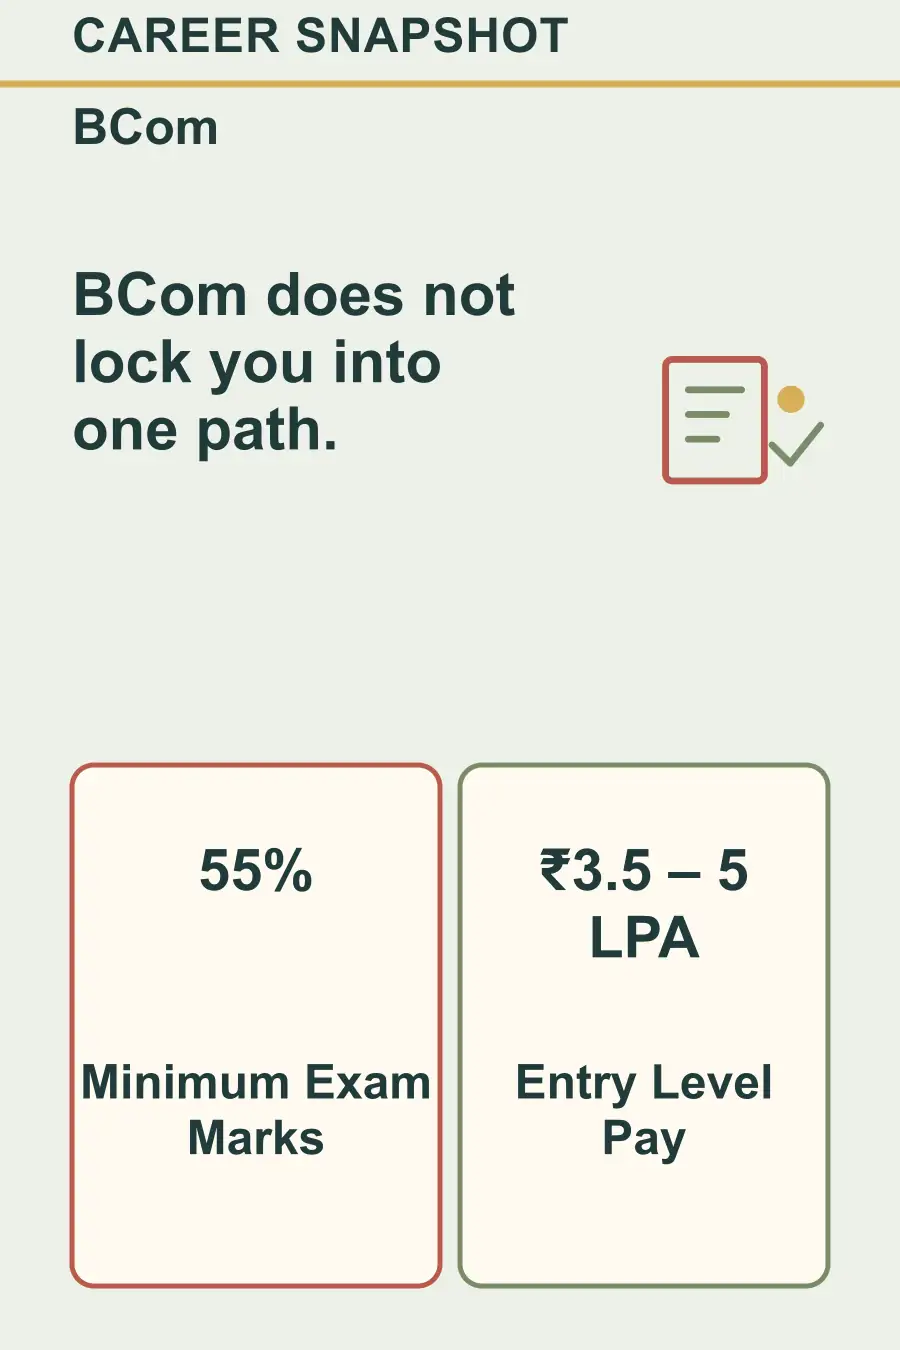 CAREER SNAPSHOT
BCom
BCom does not
lock you into
one path.
55%
Minimum Exam
Marks
₹3.5 – 5
LPA
Entry Level
Pay